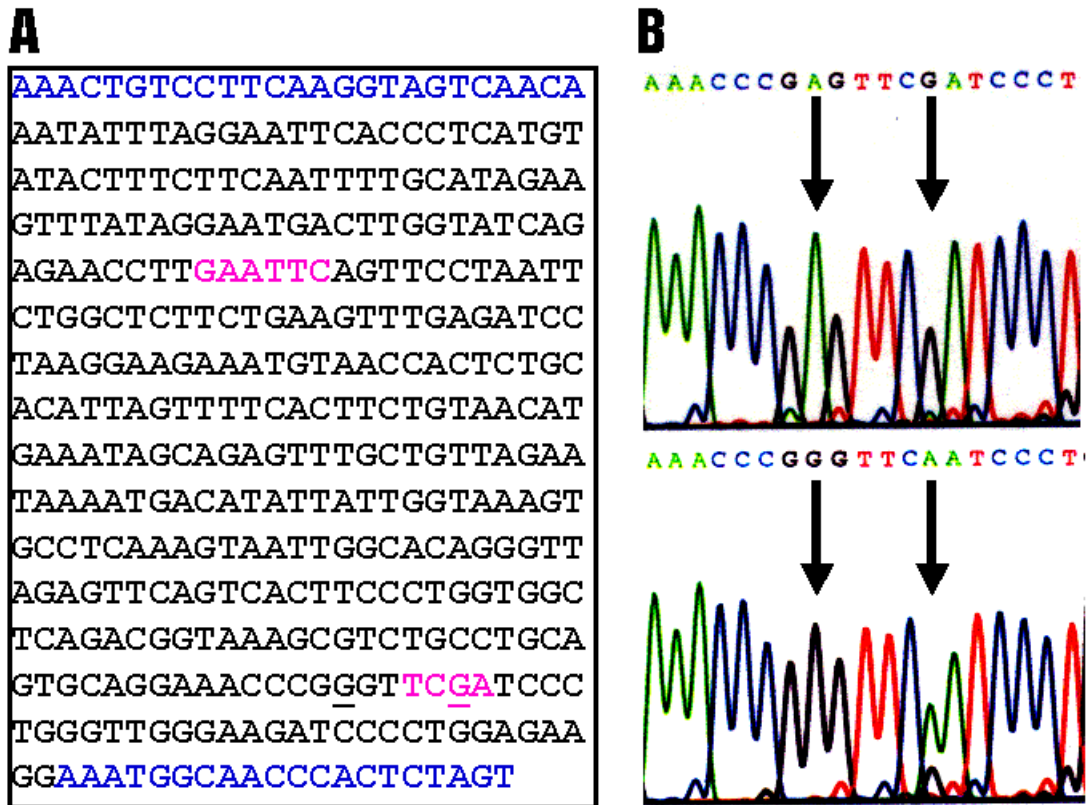 A
AAACTGTCCTTCAAGGTAGTCAACA
AATATTTAGGAATTCACCCTCATGT
ATACTTTCTTCAATTTTGCATAGAA
GTTTATAGGAATGACTTGGTATCAG
AGAACCTTGAATTCAGTTCCTAATT
CTGGCTCTTCTGAAGTTTGAGATCC
TAAGGAAGAAATGTAACCACTCTGC
ACATTAGTTTTCACTTCTGTAACAT
GAAATAGCAGAGTTTGCTGTTAGAA
TAAAATGACATATTATTGGTAAAGT
GCCTCAAAGTAATTGGCACAGGGTT
AGAGTTCAGTCACTTCCCTGGTGGC
TCAGACGGTAAAGCGTCTGCCTGCA
GTGCAGGAAACCCGGGTTCGATCCC
TGGGTTGGGAAGATCCCCTGGAGAA
GGAAATGGCAACCCACTCTAGT
B
AAACCCGAGTTCGATCCCT
AAACCCGGGTTCAATCCCT